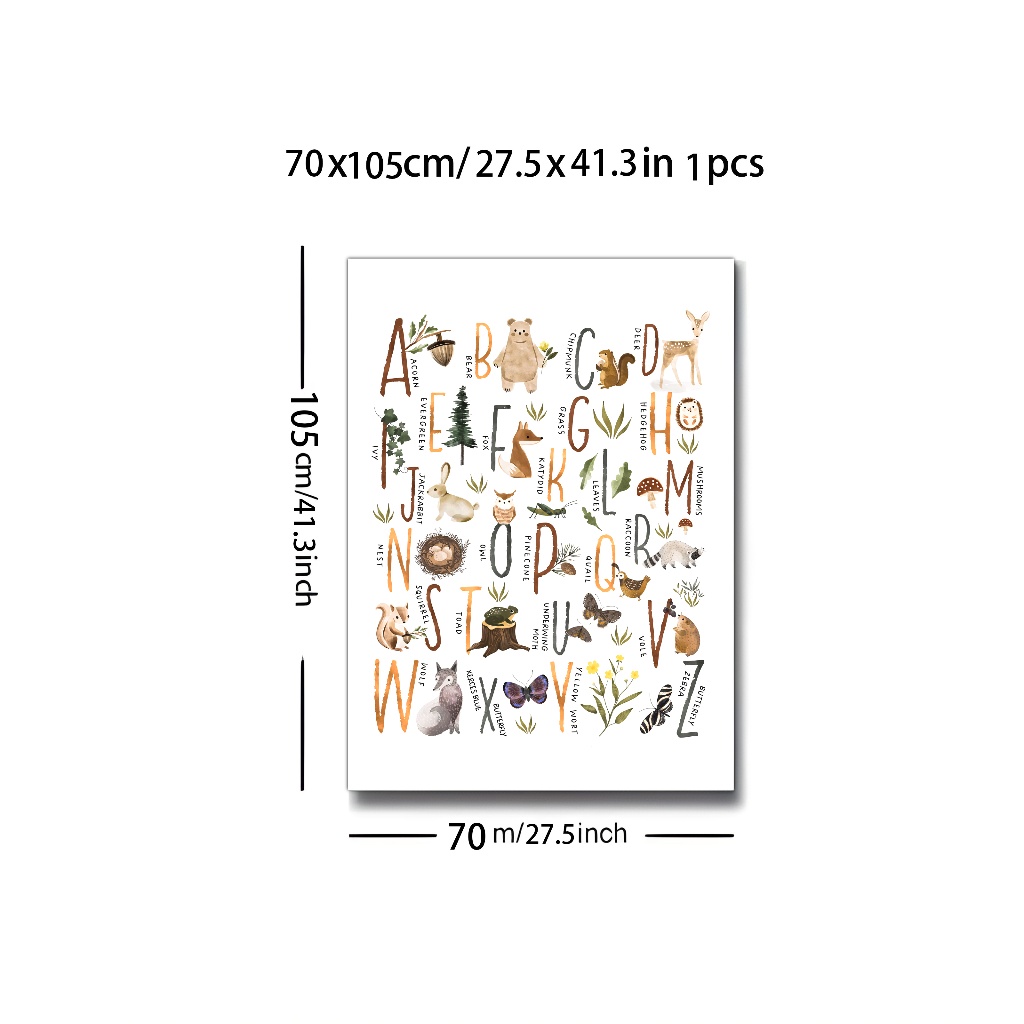 70x105cm/ 27.5x41.3in 1pcs
105cm/41.3inch
A ACORN
B BEAR
C CHIPMUNK
D DEER
E EVERGREEN
F FOX
G GRASS
H HEDGEHOG
I IVY
J JACKRABBIT
K KATYDID
L LEAVES
M MUSHROOMS
N NEST
O OWL
P PINECONE
Q QUAIL
R RACCOON
S SQUIRREL
T TOAD
U UNDERWING MOTH
V VOLE
W WOLF
X XERCES BLUE BUTTERFLY
Y YELLOW WORT
Z ZEBRA BUTTERFLY
70 m/27.5inch